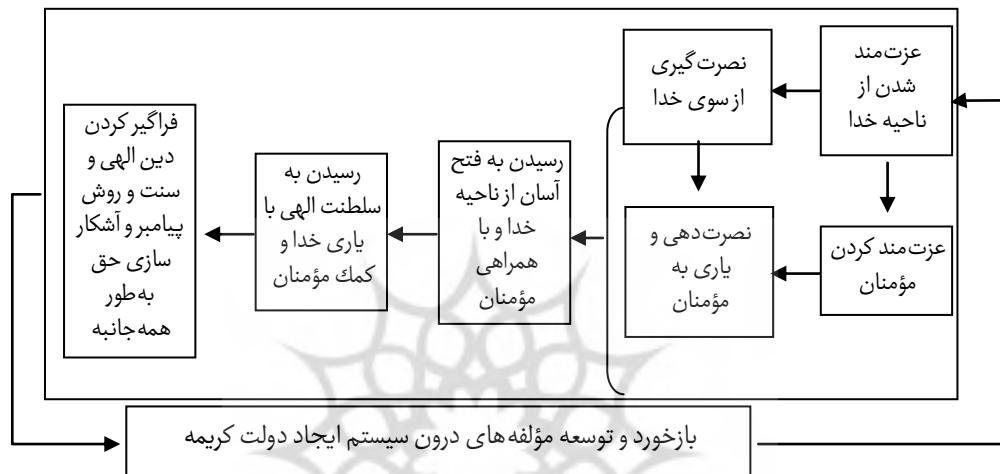 عزت‌مند
شدن از
ناحیه خدا
نصرت‌گیری
از سوی خدا
عزت‌مند کردن
مؤمنان
نصرت‌دهی و
یاری به
مؤمنان
رسیدن به فتح
آسان از ناحیه
خدا و با
همراهی
مؤمنان
رسیدن به
سلطنت الهی با
یاری خدا و
کمك مؤمنان
فراگیر کردن
دین الهی و
سنت و روش
پیامبر و آشکار
سازی حق
به‌طور
همه‌جانبه
بازخورد و توسعه مؤلفه‌های درون سیستم ایجاد دولت کریمه